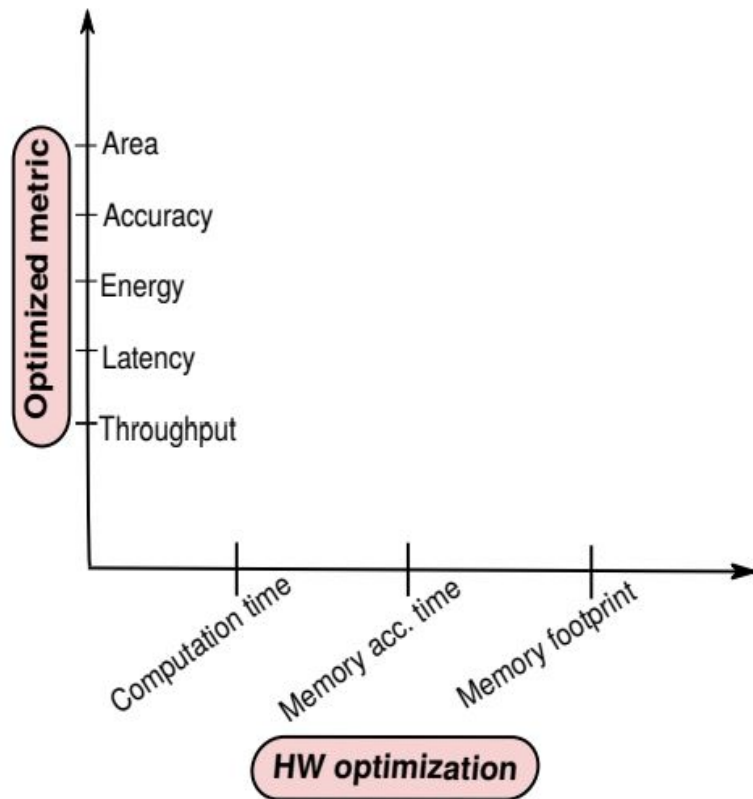 Optimized metric
Area
Accuracy
Energy
Latency
Throughput
Computation time
Memory acc. time
Memory footprint
HW optimization